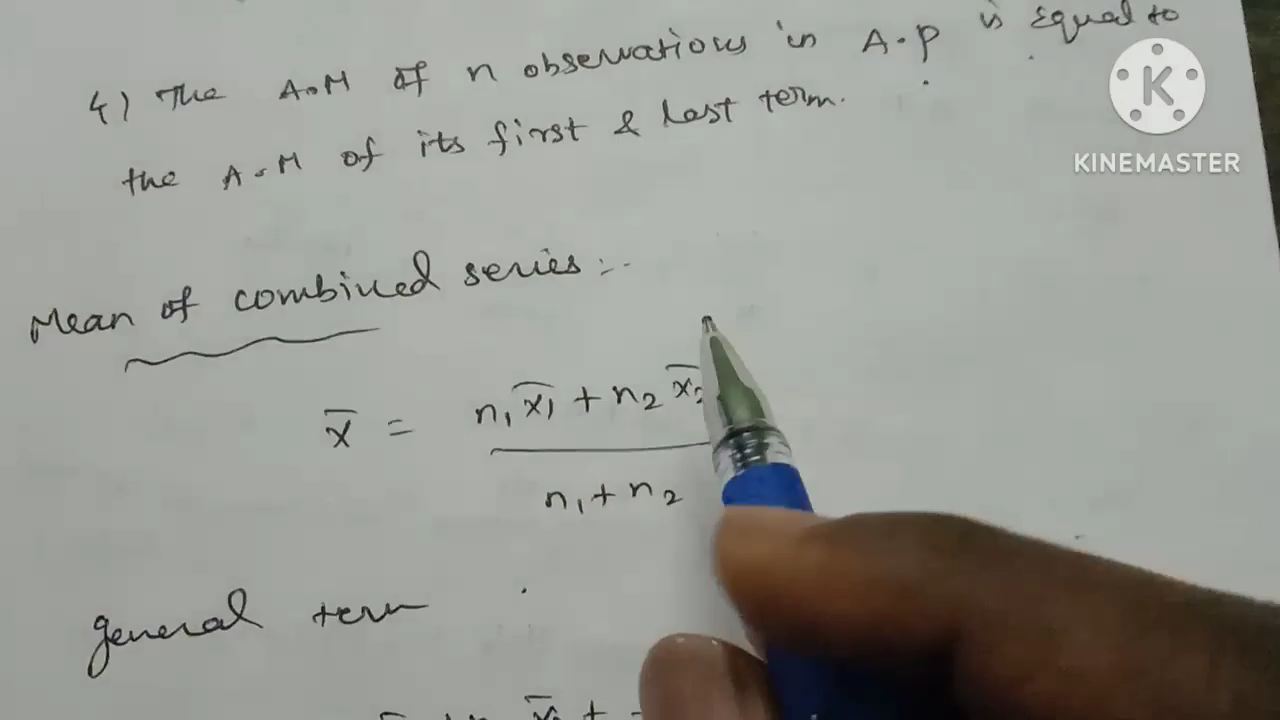 4) The A.M of n observations in A.P is equal to
the A.M of its first & last term.
K
KINEMASTER
Mean of combined series :-
x̄ = n₁x̄₁ + n₂x̄₂
n₁ + n₂
general term